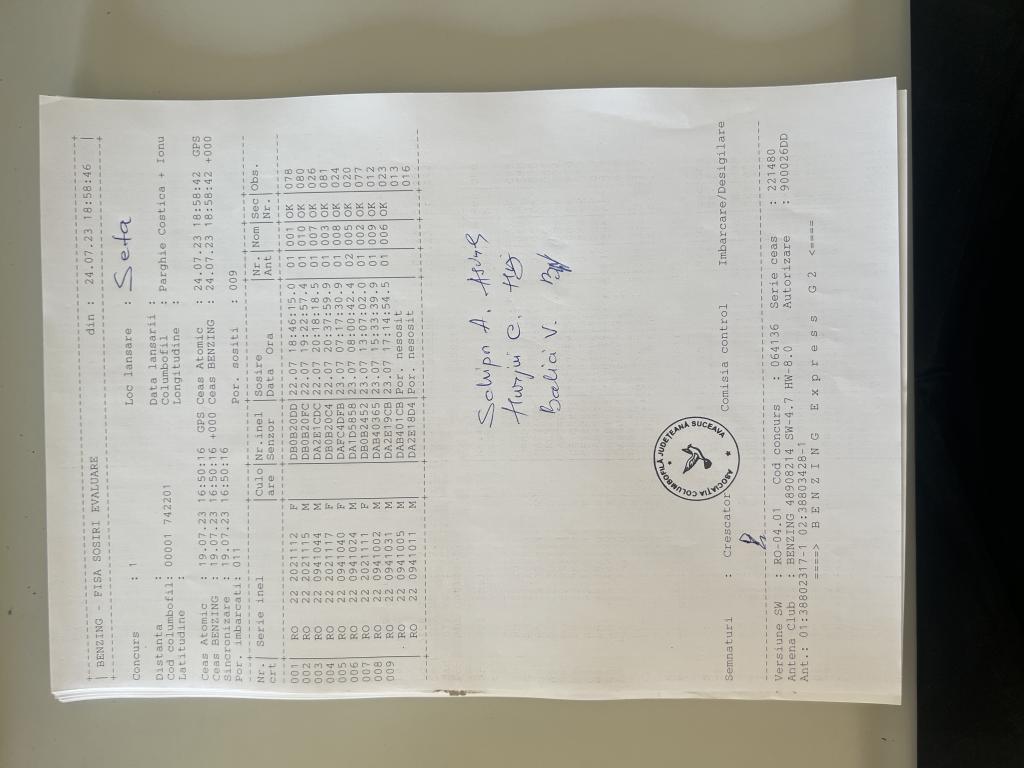 BENZING - FISA SOSIRI EVALUARE din : 24.07.23 18:58:46
Concurs : 1 Loc lansare : Seta
Distanta : Data lansarii :
Cod columbofil: 00001 742201 Columbofil : Parghie Costica + Ionu
Latitudine : Longitudine :
Ceas Atomic : 19.07.23 16:50:16 GPS Ceas Atomic : 24.07.23 18:58:42 GPS
Ceas BENZING : 19.07.23 16:50:16 +000 Ceas BENZING : 24.07.23 18:58:42 +000
Sincronizare : 19.07.23 16:50:16
Por. imbarcati: 011 Por. sositi : 009
Nr.| Serie inel |Culo|Nr.inel |Sosire |Nr. |Nom|Sec|Obs.
crt| |are |Senzor |Data Ora |Ant | |Nr.|
001 | RO 22 2021112 F |DB0B20DD|22.07 18:46:15.0| 01 |001|OK |078
002 | RO 22 2021115 M |DB0B20FC|22.07 19:22:57.4| 01 |010|OK |080
003 | RO 22 0941044 M |DA2E1CDC|22.07 20:18:18.5| 01 |007|OK |026
004 | RO 22 2021117 F |DB0B20C4|22.07 20:37:59.9| 01 |003|OK |081
005 | RO 22 0941040 F |DAFC4DFB|23.07 07:17:30.9| 01 |008|OK |024
006 | RO 22 0941024 M |DA1D5858|23.07 08:00:42.4| 02 |005|OK |020
007 | RO 22 2021111 F |DB0B2452|23.07 13:07:02.0| 01 |002|OK |077
008 | RO 22 0941002 M |DAB40365|23.07 15:33:39.9| 01 |009|OK |012
009 | RO 22 0941031 M |DA2E19CB|23.07 17:14:54.5| 01 |006|OK |023
RO 22 0941005 M |DAB401CB|Por. nesosit |013
RO 22 0941011 M |DA2E18D4|Por. nesosit |016
A.
C.
V.
Semnaturi : Crescator Comisia control Imbarcare/Desigilare
ASOCIAȚIA COLUMBOFILĂ JUDEȚEANĂ SUCEAVA
Versiune SW : RO-04.01 Cod concurs : 064136 Serie ceas : 221480
Antena Club : BENZING 48908214 SW-4.7 HW-8.0 Autorizare : 900026DD
Ant.: 01:38802317-1 02:38803428-1
====> B E N Z I N G E x p r e s s G 2 <====